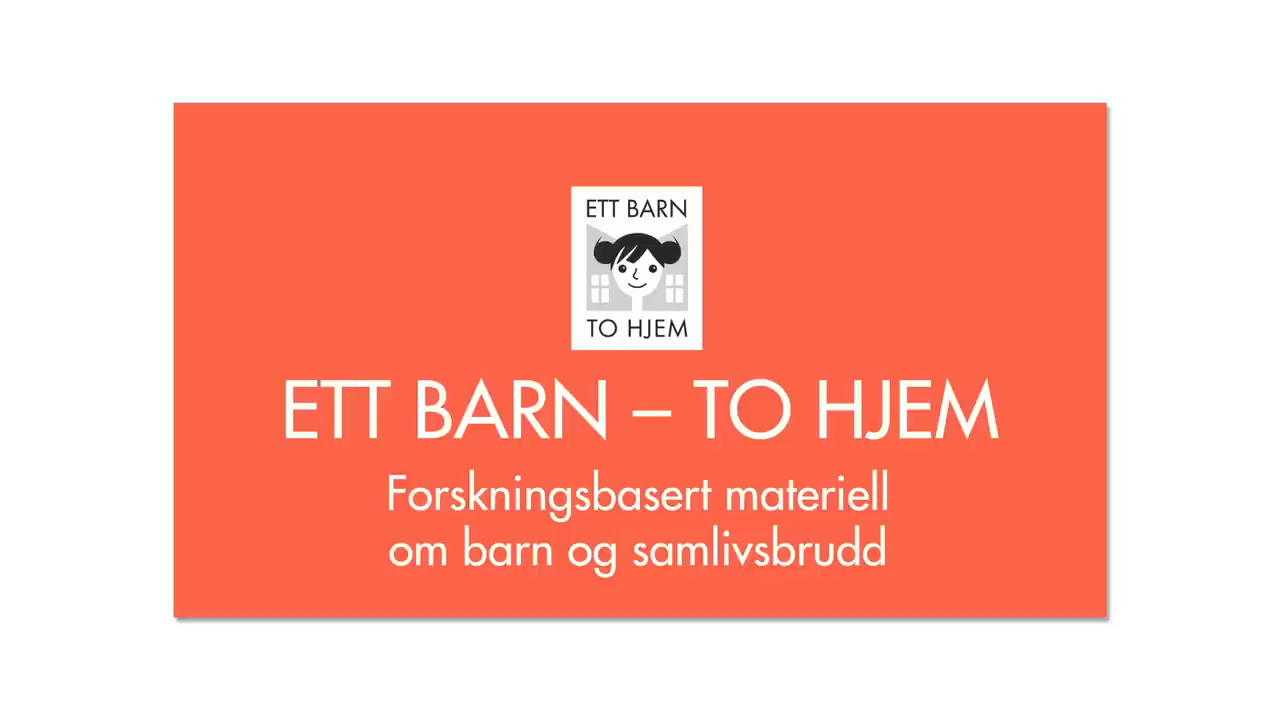 ETT BARN
TO HJEM
ETT BARN – TO HJEM
Forskningsbasert materiell
om barn og samlivsbrudd